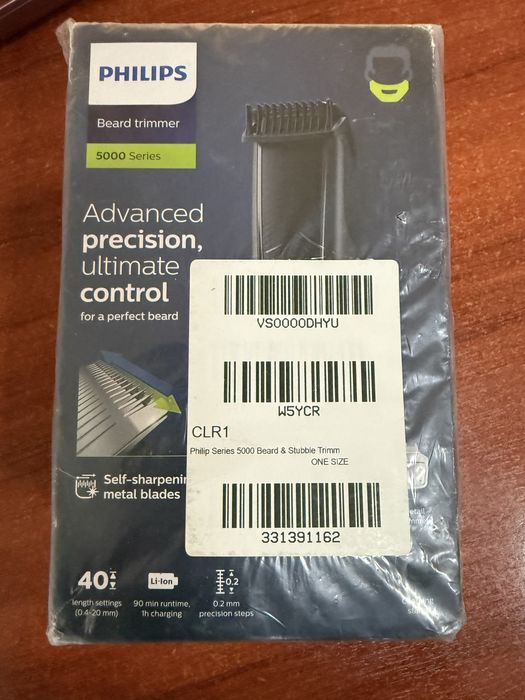 PHILIPS
Beard trimmer
5000 Series
Advanced
precision,
ultimate
control
for a perfect beard
VS0000DHYU
W5YCR
CLR1
Philip Series 5000 Beard & Stubble Trimm
ONE SIZE
331391162
Self-sharpenin
metal blades
40
length settings
(0.4-20 mm)
Li-Ion
90 min runtime,
1h charging
0.2
0.2 mm
precision steps